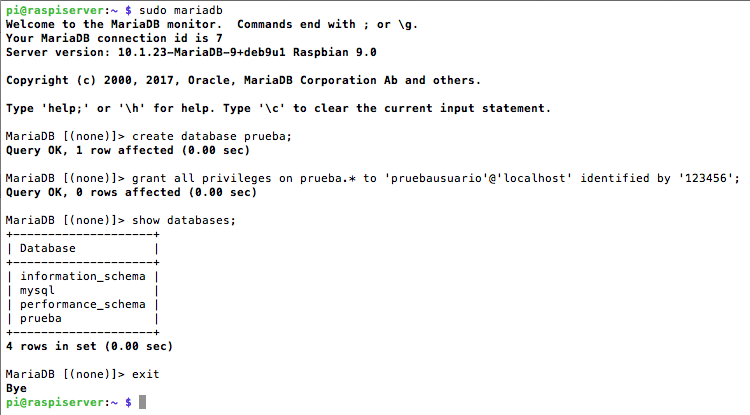 pi@raspiserver:~ $ sudo mariadb
Welcome to the MariaDB monitor.  Commands end with ; or \g.
Your MariaDB connection id is 7
Server version: 10.1.23-MariaDB-9+deb9u1 Raspbian 9.0

Copyright (c) 2000, 2017, Oracle, MariaDB Corporation Ab and others.

Type 'help;' or '\h' for help. Type '\c' to clear the current input statement.

MariaDB [(none)]> create database prueba;
Query OK, 1 row affected (0.00 sec)

MariaDB [(none)]> grant all privileges on prueba.* to 'pruebausuario'@'localhost' identified by '123456';
Query OK, 0 rows affected (0.00 sec)

MariaDB [(none)]> show databases;
+--------------------+
| Database           |
+--------------------+
| information_schema |
| mysql              |
| performance_schema |
| prueba             |
+--------------------+
4 rows in set (0.00 sec)

MariaDB [(none)]> exit
Bye
pi@raspiserver:~ $